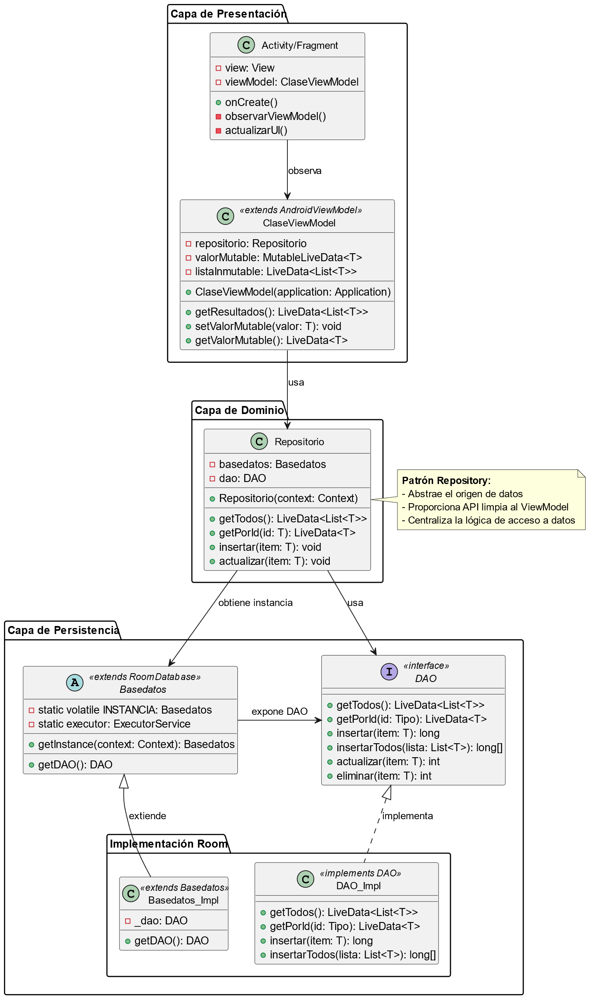 Capa de Presentación
C
Activity/Fragment
view: View
viewModel: ClaseViewModel
onCreate()
observarViewModel()
actualizarUI()
observa
C
«extends AndroidViewModel»
ClaseViewModel
repositorio: Repositorio
valorMutable: MutableLiveData<T>
listaInmutable: LiveData<List<T>>
ClaseViewModel(application: Application)
getResultados(): LiveData<List<T>>
setValorMutable(valor: T): void
getValorMutable(): LiveData<T>
usa
Capa de Dominio
C
Repositorio
basedatos: Basedatos
dao: DAO
Repositorio(context: Context)
getTodos(): LiveData<List<T>>
getPorId(id: T): LiveData<T>
insertar(item: T): void
actualizar(item: T): void
Patrón Repository:
- Abstrae el origen de datos
- Proporciona API limpia al ViewModel
- Centraliza la lógica de acceso a datos
obtiene instancia
usa
Capa de Persistencia
A
«extends RoomDatabase»
Basedatos
static volatile INSTANCIA: Basedatos
static executor: ExecutorService
getInstance(context: Context): Basedatos
getDAO(): DAO
expone DAO
I
«interface»
DAO
getTodos(): LiveData<List<T>>
getPorId(id: Tipo): LiveData<T>
insertar(item: T): long
insertarTodos(lista: List<T>): long[]
actualizar(item: T): int
eliminar(item: T): int
extiende
implementa
Implementación Room
C
«extends Basedatos»
Basedatos_Impl
_dao: DAO
getDAO(): DAO
C
«implements DAO»
DAO_Impl
getTodos(): LiveData<List<T>>
getPorId(id: Tipo): LiveData<T>
insertar(item: T): long
insertarTodos(lista: List<T>): long[]